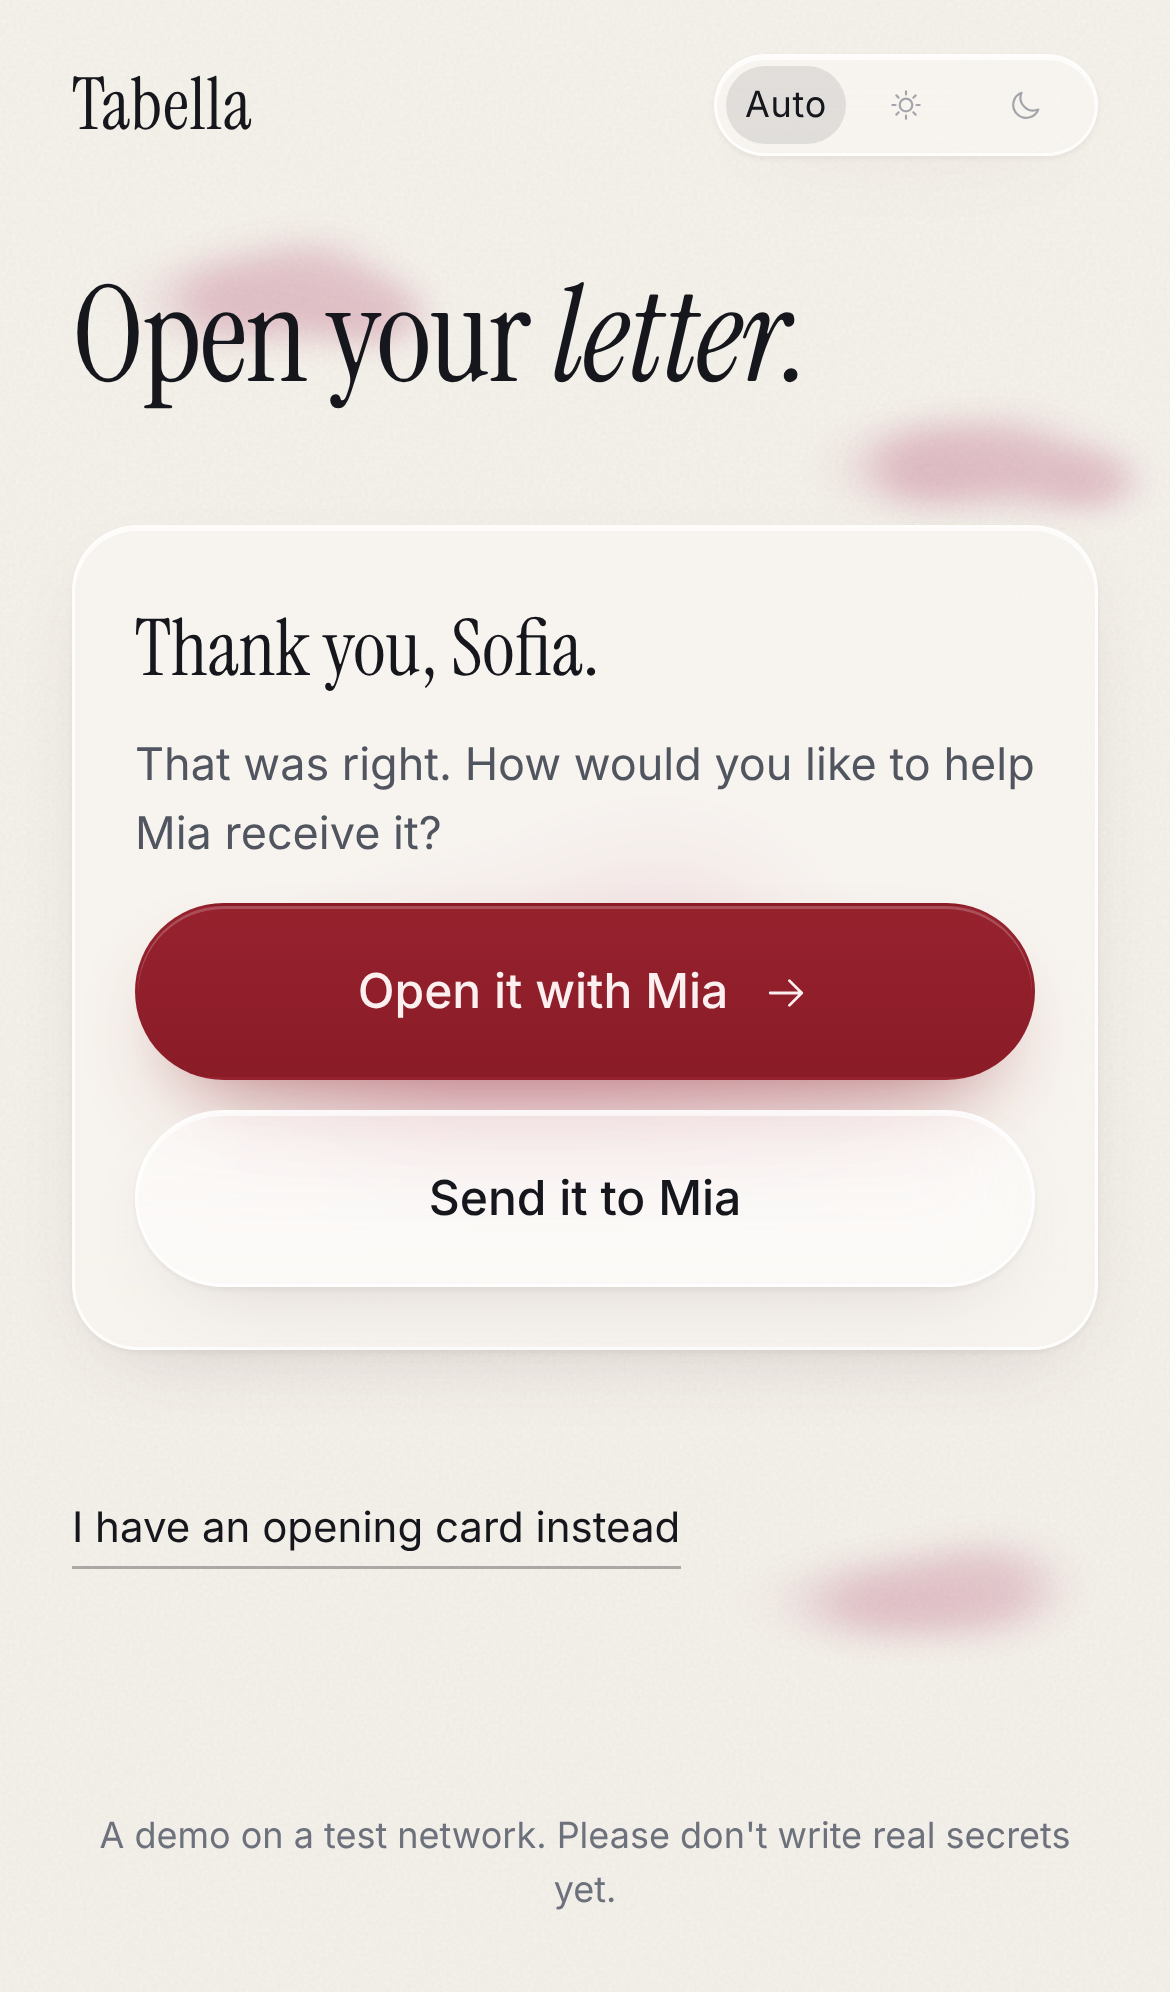 Tabella
Auto
Open your letter.
Thank you, Sofia.
That was right. How would you like to help
Mia receive it?
Open it with Mia →
Send it to Mia
I have an opening card instead
A demo on a test network. Please don't write real secrets
yet.